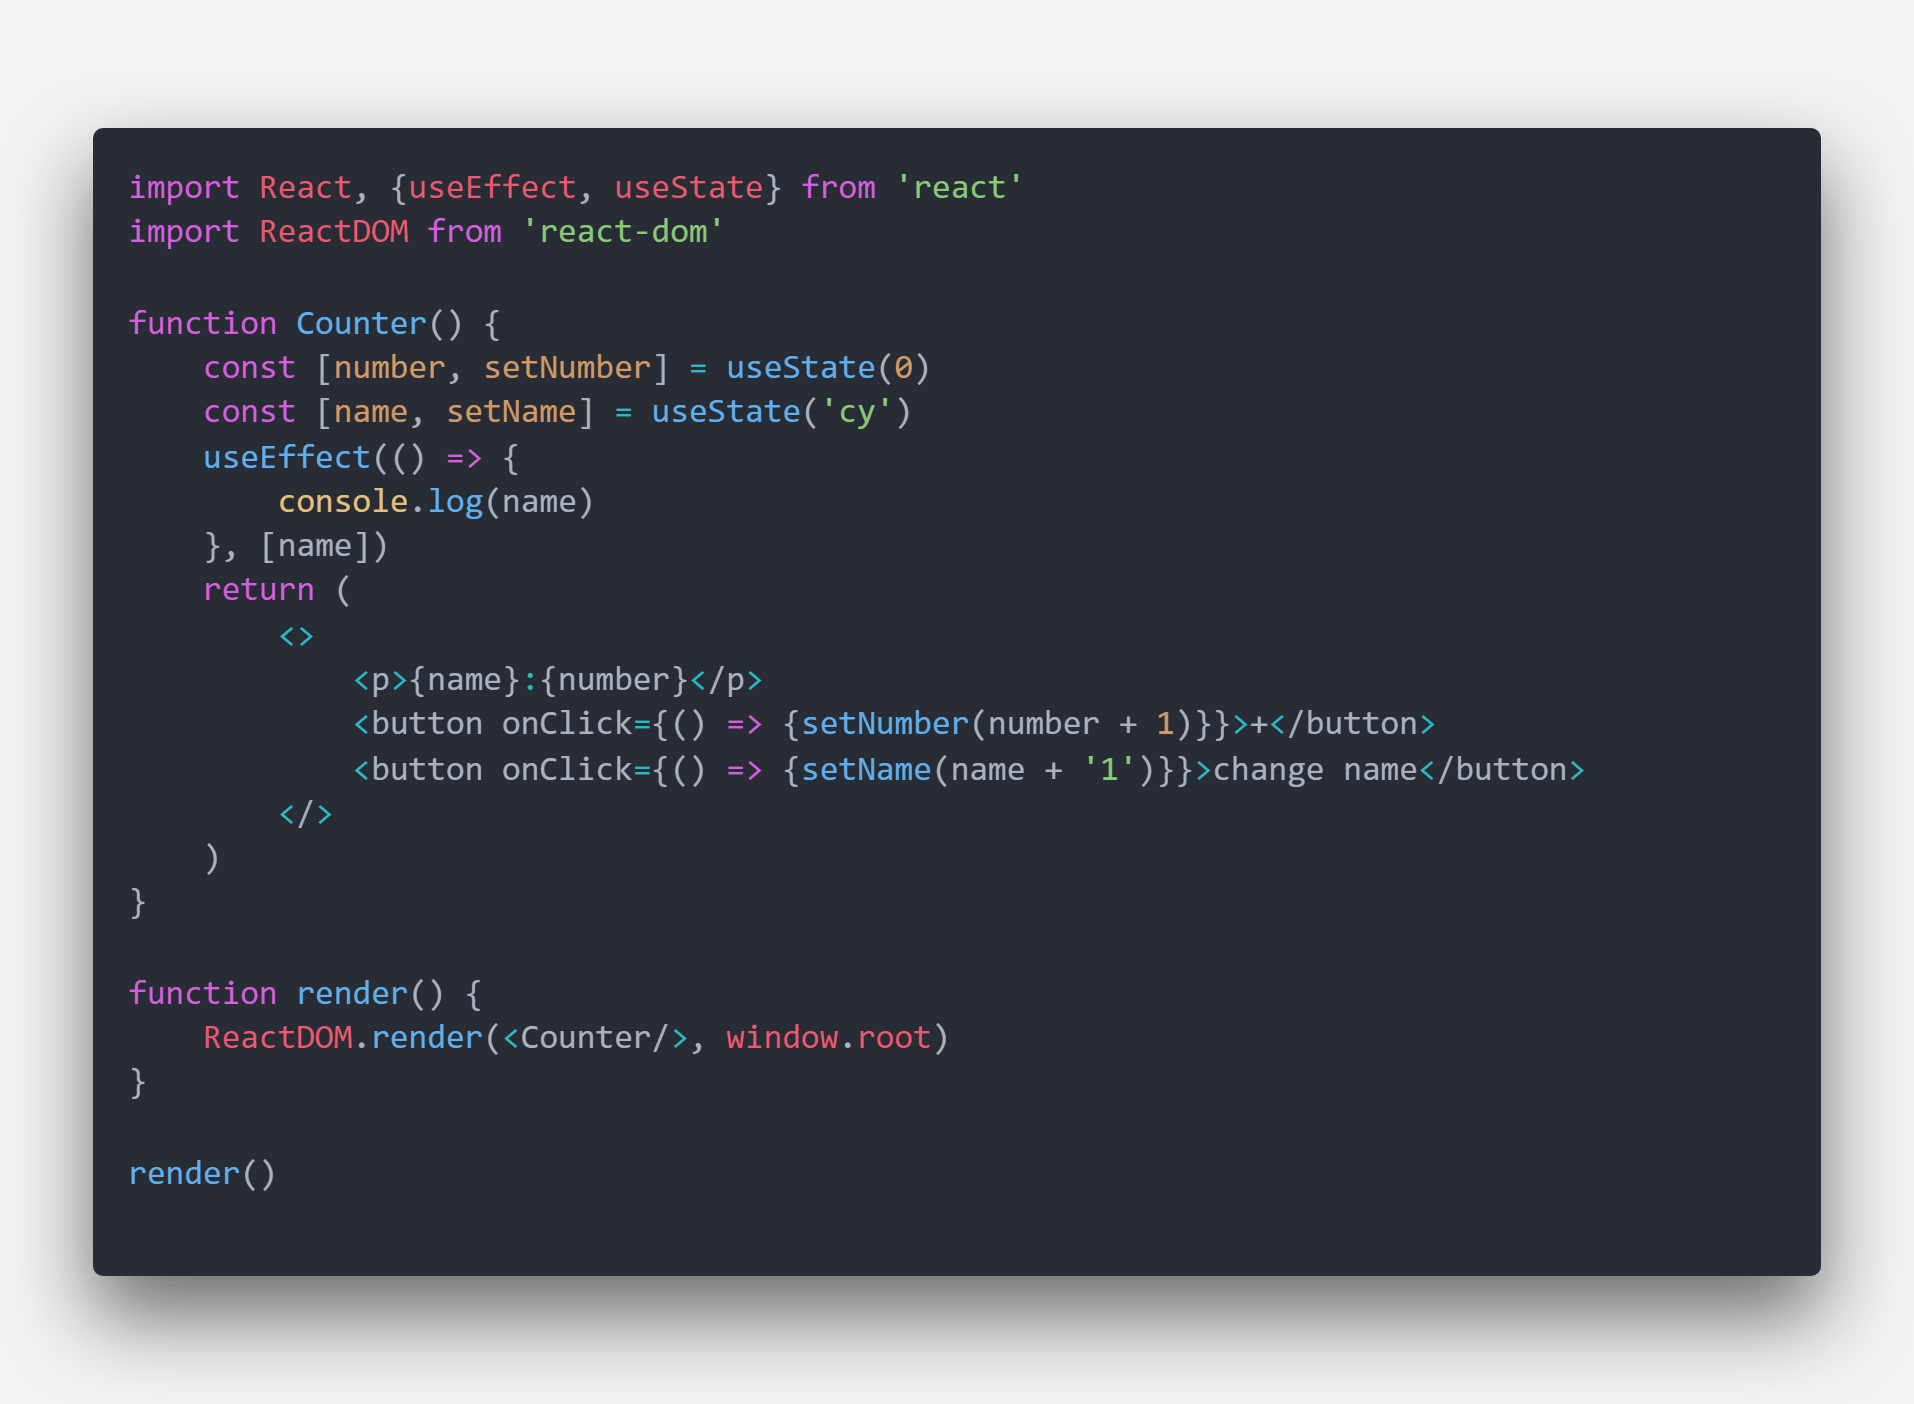 import React, {useEffect, useState} from 'react'
import ReactDOM from 'react-dom'

function Counter() {
    const [number, setNumber] = useState(0)
    const [name, setName] = useState('cy')
    useEffect(() => {
        console.log(name)
    }, [name])
    return (
        <>
            <p>{name}:{number}</p>
            <button onClick={() => {setNumber(number + 1)}}>+</button>
            <button onClick={() => {setName(name + '1')}}>change name</button>
        </>
    )
}

function render() {
    ReactDOM.render(<Counter/>, window.root)
}

render()